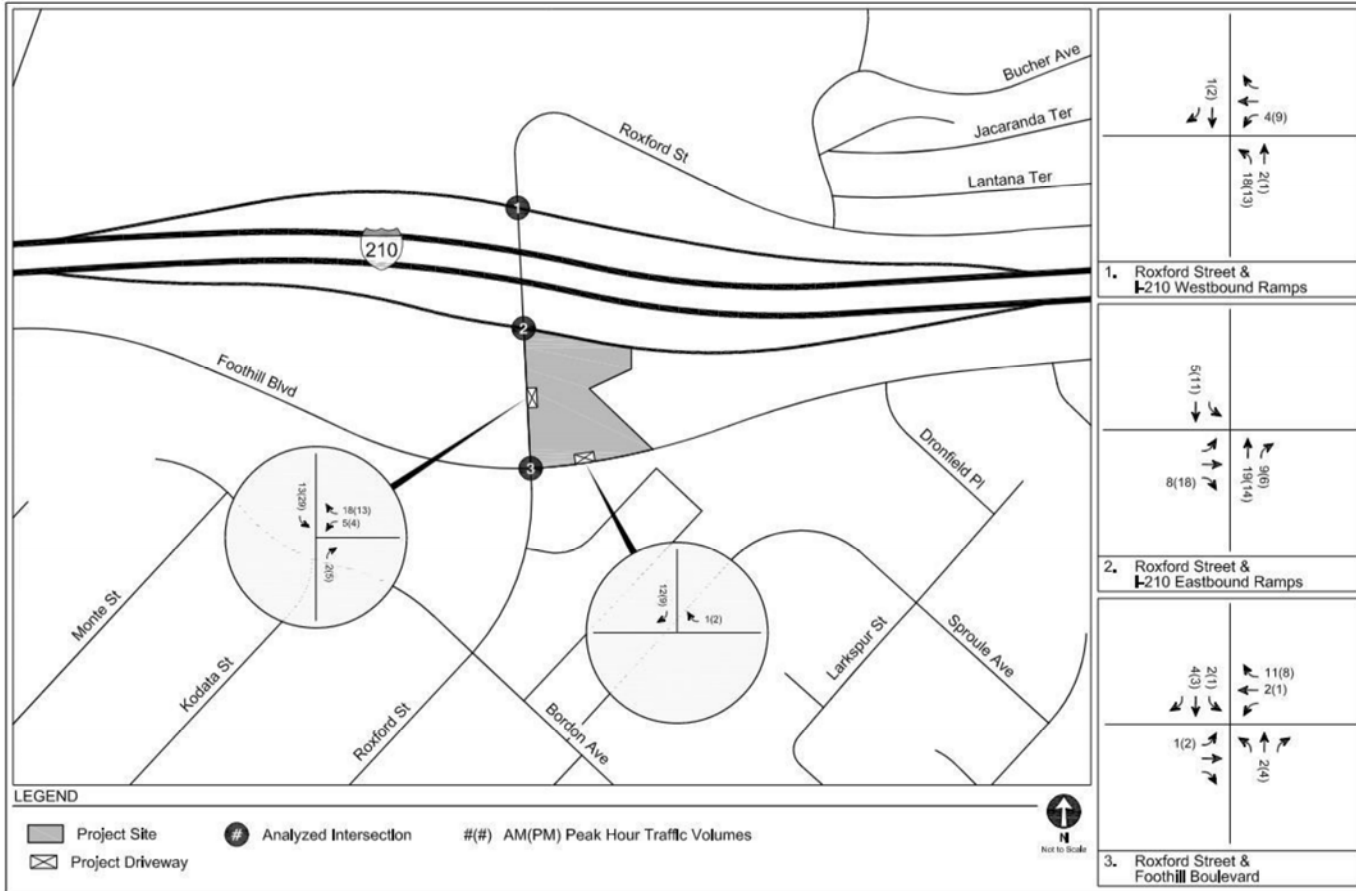 Bucher Ave
Jacaranda Ter
Lantana Ter
Roxford St
1
210
2
Foothill Blvd
3
Dronfield Pl
13(29)
18(13)
5(4)
2(5)
12(9)
1(2)
Monte St
Kodata St
Roxford St
Bordon Ave
Larkspur St
Sproule Ave
1(2)
4(9)
18(13)
2(1)
1. Roxford Street &
I-210 Westbound Ramps
5(11)
8(18)
19(14)
9(6)
2. Roxford Street &
I-210 Eastbound Ramps
4(3)
2(1)
11(8)
2(1)
1(2)
2(4)
3. Roxford Street &
Foothill Boulevard
LEGEND
Project Site
# Analyzed Intersection
#(#) AM(PM) Peak Hour Traffic Volumes
Project Driveway
N
Not to Scale